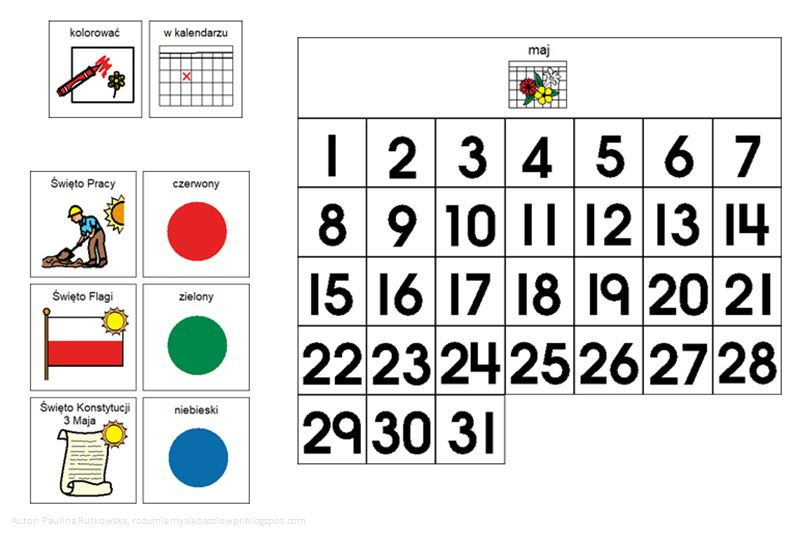 kolorować
w kalendarzu
maj
1 2 3 4 5 6 7
8 9 10 11 12 13 14
15 16 17 18 19 20 21
22 23 24 25 26 27 28
29 30 31
Święto Pracy
czerwony
Święto Flagi
zielony
Święto Konstytucji
3 Maja
niebieski
Autor: Paulina Rutkowska, rozumiemysiebezslowpr.blogspot.com